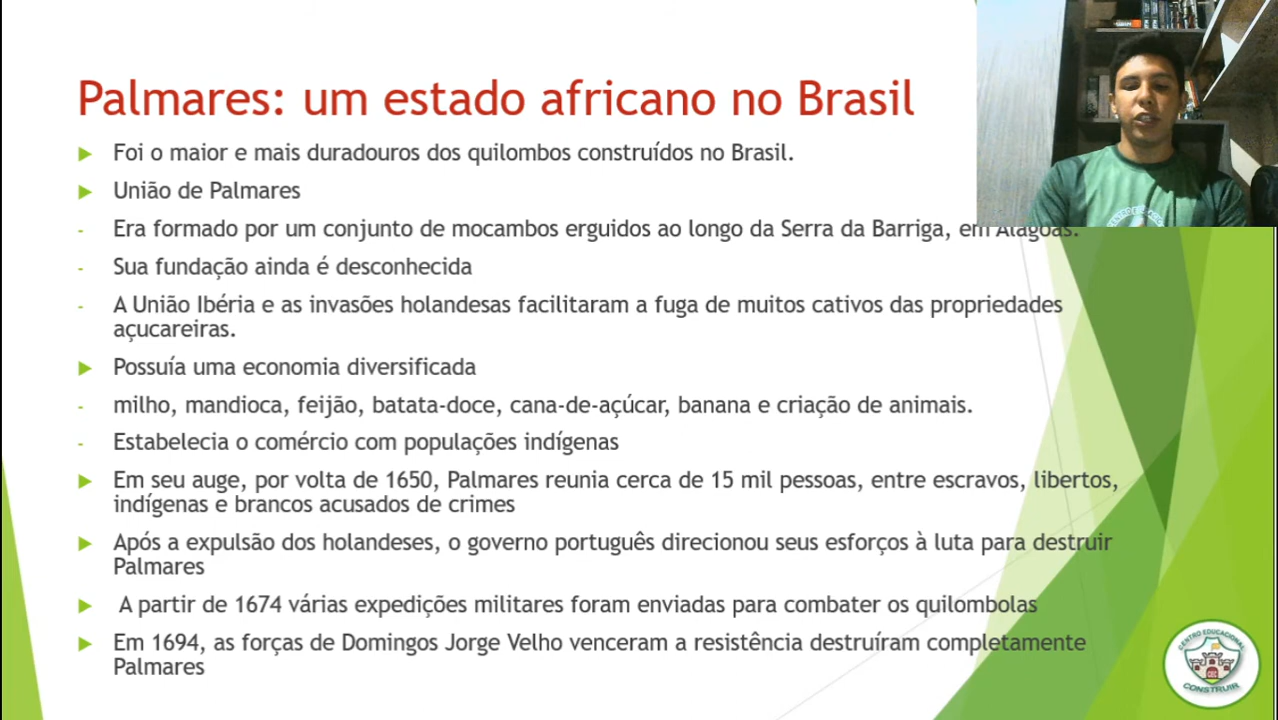 Palmares: um estado africano no Brasil
Foi o maior e mais duradouros dos quilombos construídos no Brasil.
União de Palmares
- Era formado por um conjunto de mocambos erguidos ao longo da Serra da Barriga, em Alagoas.
- Sua fundação ainda é desconhecida
- A União Ibéria e as invasões holandesas facilitaram a fuga de muitos cativos das propriedades
açucareiras.
Possuía uma economia diversificada
- milho, mandioca, feijão, batata-doce, cana-de-açúcar, banana e criação de animais.
- Estabelecia o comércio com populações indígenas
Em seu auge, por volta de 1650, Palmares reunia cerca de 15 mil pessoas, entre escravos, libertos,
indígenas e brancos acusados de crimes
Após a expulsão dos holandeses, o governo português direcionou seus esforços à luta para destruir
Palmares
A partir de 1674 várias expedições militares foram enviadas para combater os quilombolas
Em 1694, as forças de Domingos Jorge Velho venceram a resistência destruíram completamente
Palmares
CENTRO EDUCACIONAL
CEC
CONSTRUIR